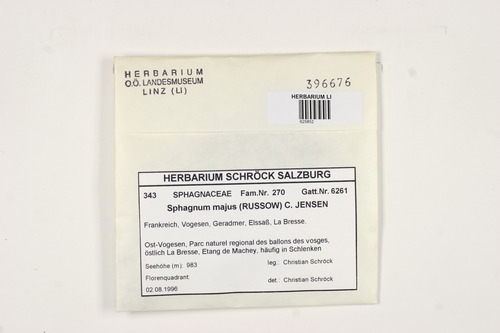 HERBARIUM
O.Ö. LANDESMUSEUM
LINZ (LI)
396676
HERBARIUM LI
HERBARIUM SCHRÖCK SALZBURG
343 SPHAGNACEAE Fam.Nr. 270 Gatt.Nr. 6261
Sphagnum majus (RUSSOW) C. JENSEN
Frankreich, Vogesen, Geradmer, Elssaß, La Bresse.
Ost-Vogesen, Parc naturel regional des ballons des vosges,
östlich La Bresse, Etang de Machey, häufig in Schlenken
Seehöhe (m): 983 leg.: Christian Schröck
Florenquadrant:
det.: Christian Schröck
02.08.1996